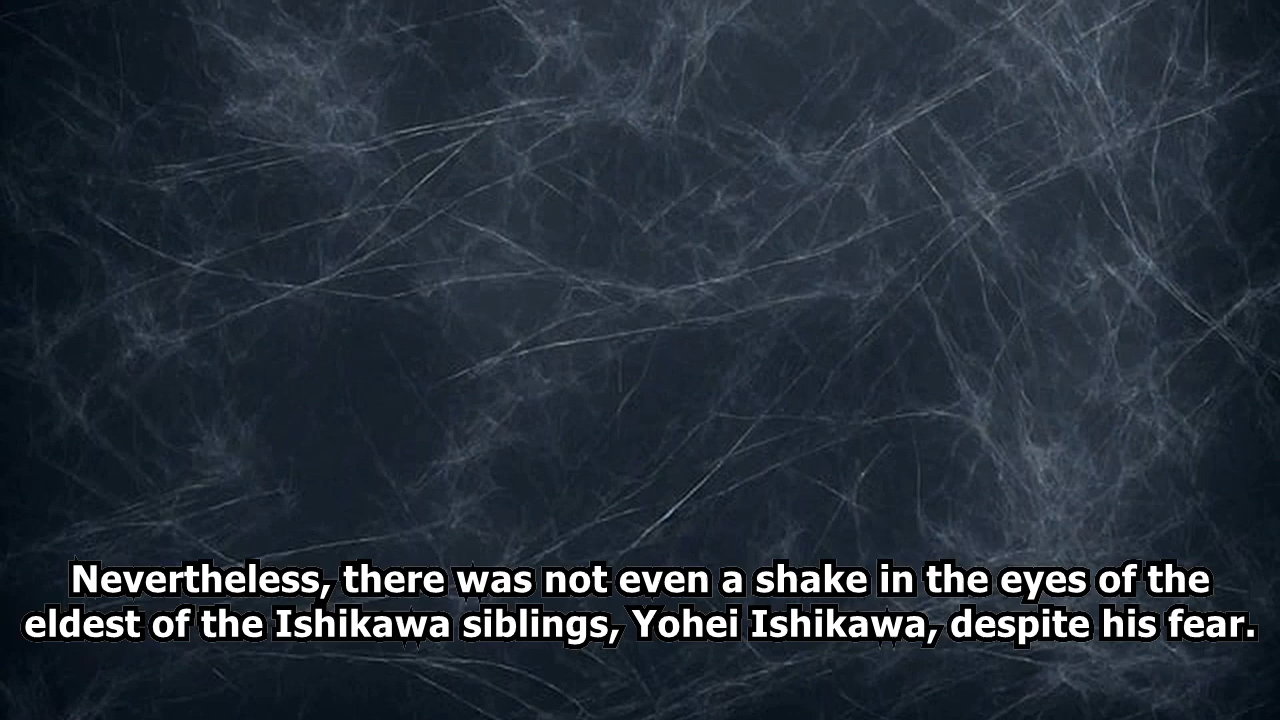 Nevertheless, there was not even a shake in the eyes of the
eldest of the Ishikawa siblings, Yohei Ishikawa, despite his fear.